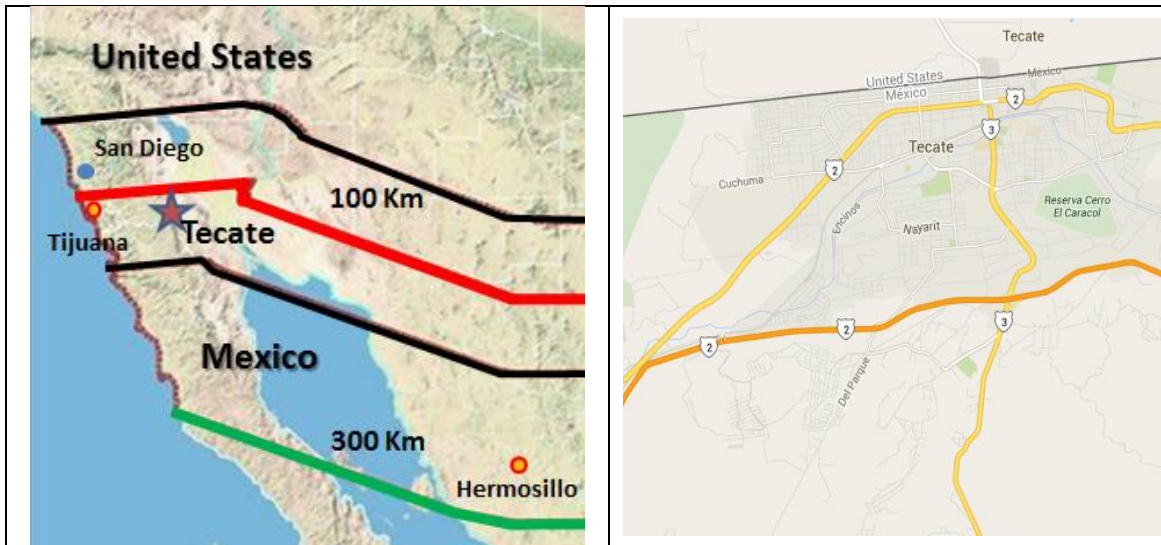 United States
San Diego
100 Km
Tijuana
Tecate
Mexico
300 Km
Hermosillo
Tecate
United States
México
México
2
3
Tecate
2
Cuchuma
Reserva Cerro
El Caracol
Encinos
Nayarit
3
2
2
Del Parque